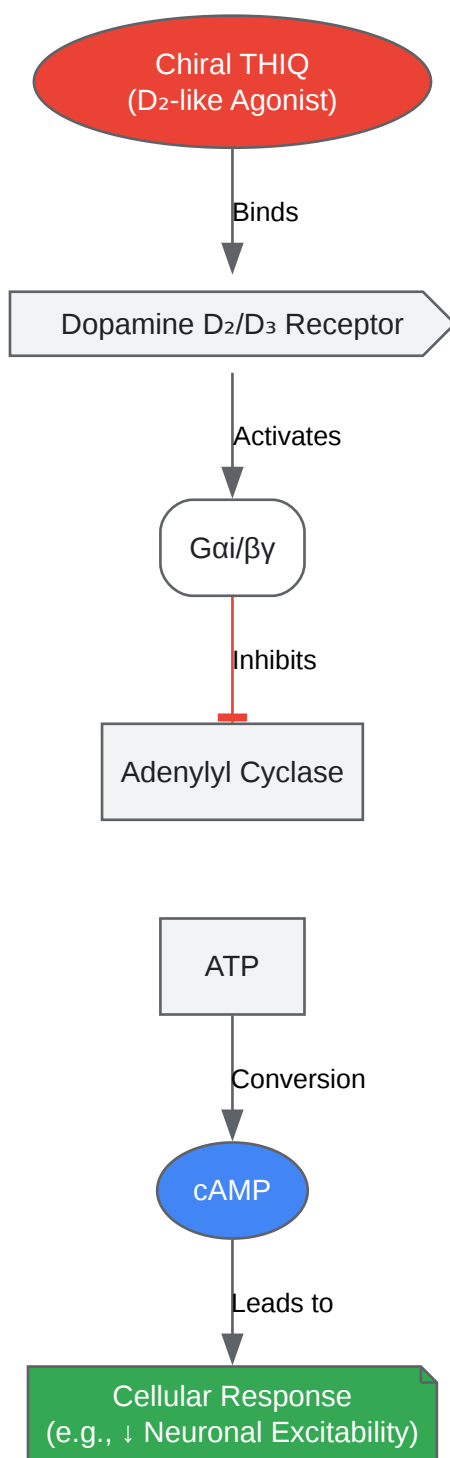 Chiral THIQ
(D₂-like Agonist)
Binds
Dopamine D₂/D₃ Receptor
Activates
Gαi/βγ
Inhibits
Adenylyl Cyclase
ATP
Conversion
cAMP
Leads to
Cellular Response
(e.g., ↓ Neuronal Excitability)